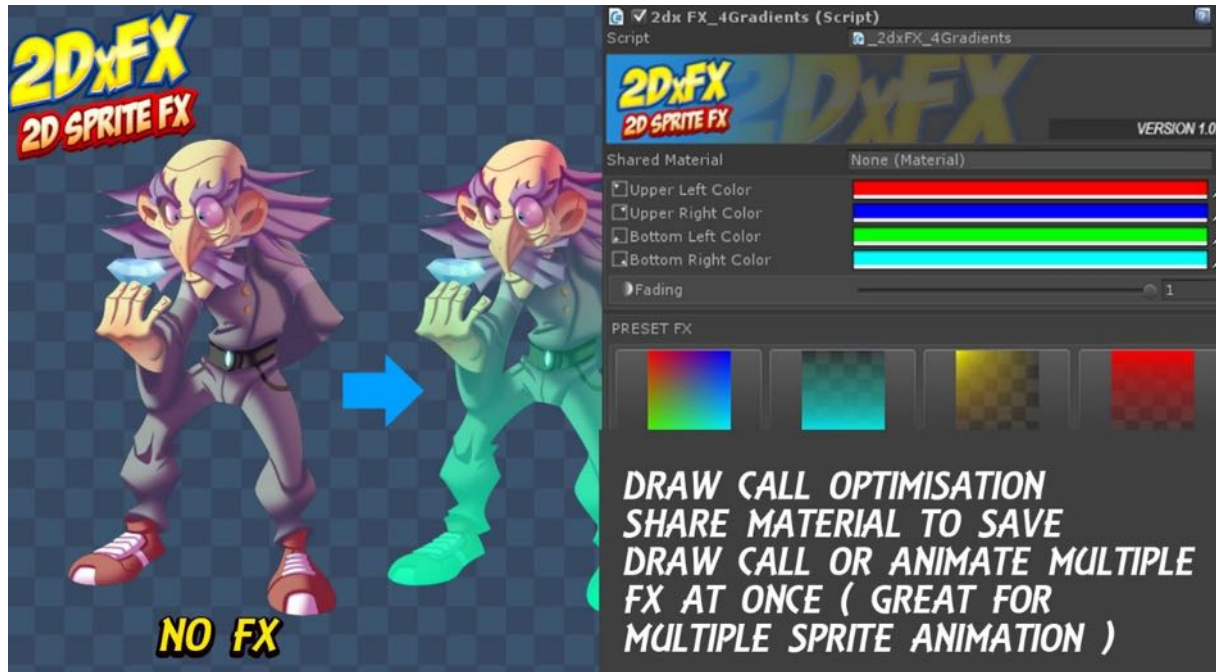 2DxFX
2D SPRITE FX
NO FX
2dx FX_4Gradients (Script)
Script
_2dxFX_4Gradients
2DxFX
2DxFX
2D SPRITE FX
VERSION 1.0
Shared Material
None (Material)
Upper Left Color
Upper Right Color
Bottom Left Color
Bottom Right Color
Fading
1
PRESET FX
DRAW CALL OPTIMISATION
SHARE MATERIAL TO SAVE
DRAW CALL OR ANIMATE MULTIPLE
FX AT ONCE ( GREAT FOR
MULTIPLE SPRITE ANIMATION )